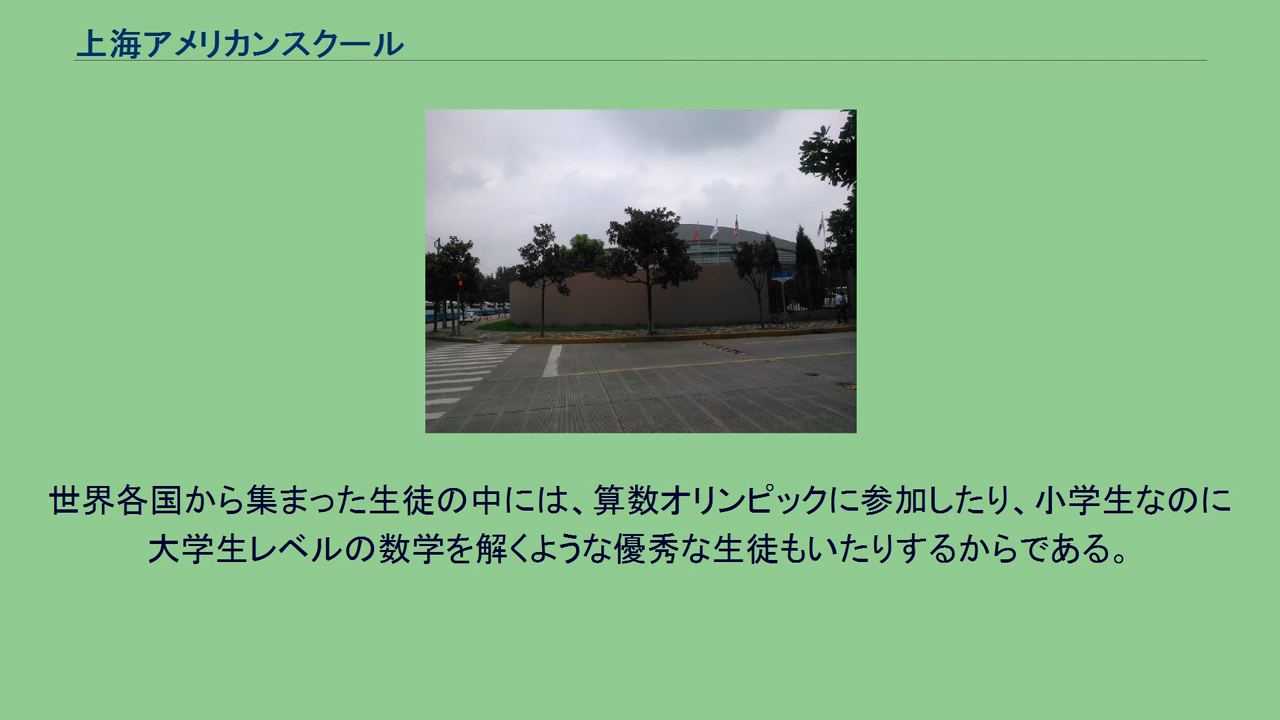 上海アメリカンスクール
世界各国から集まった生徒の中には、算数オリンピックに参加したり、小学生なのに
大学生レベルの数学を解くような優秀な生徒もいたりするからである。